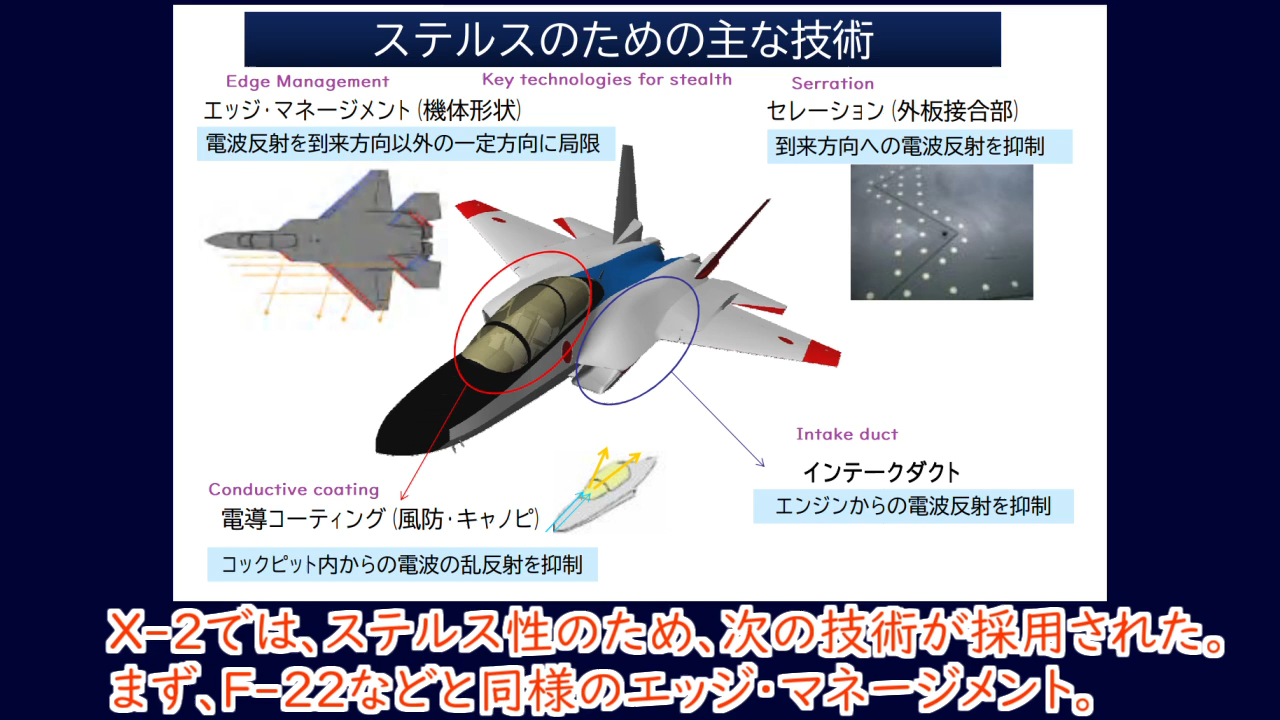 ステルスのための主な技術
Edge Management
Key technologies for stealth
Serration
エッジ・マネージメント (機体形状)
セレーション (外板接合部)
電波反射を到来方向以外の一定方向に局限
到来方向への電波反射を抑制
Intake duct
インテークダクト
エンジンからの電波反射を抑制
Conductive coating
電導コーティング (風防・キャノピ)
コックピット内からの電波の乱反射を抑制
X-2では、ステルス性のため、次の技術が採用された。
まず、F-22などと同様のエッジ・マネージメント。